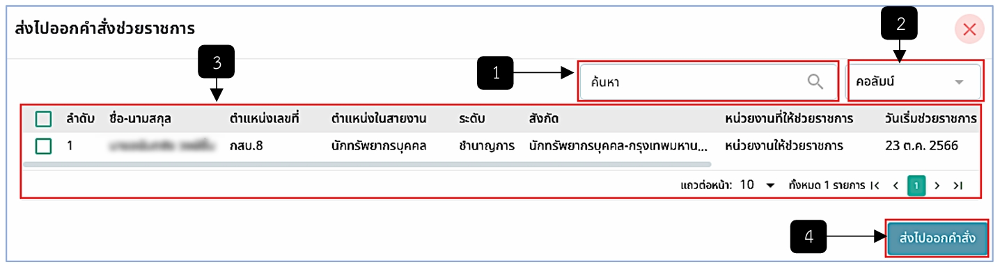 ส่งไปออกคำสั่งช่วยราชการ
2
3
1
ค้นหา
คอลัมน์
ลำดับ ชื่อ-นามสกุล ตำแหน่งเลขที่ ตำแหน่งในสายงาน ระดับ สังกัด หน่วยงานที่ให้ช่วยราชการ วันเริ่มช่วยราชการ
1 กสบ.8 นักทรัพยากรบุคคล ชำนาญการ นักทรัพยากรบุคคล-กรุงเทพมหาน... หน่วยงานให้ช่วยราชการ 23 ต.ค. 2566
แถวต่อหน้า: 10 ทั้งหมด 1 รายการ 1
4
ส่งไปออกคำสั่ง